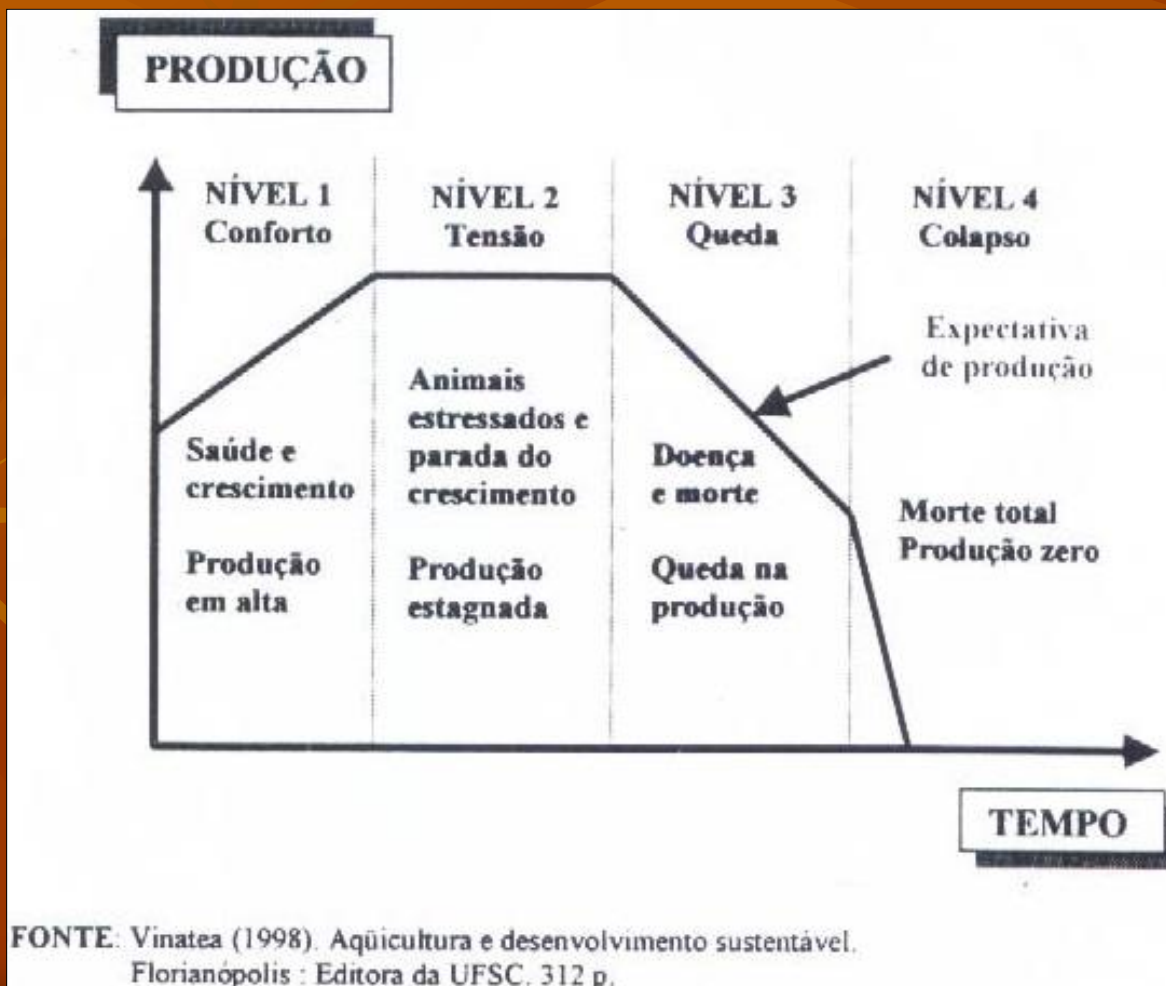 PRODUÇÃO
NÍVEL 1
Conforto
NÍVEL 2
Tensão
NÍVEL 3
Queda
NÍVEL 4
Colapso
Expectativa
de produção
Saúde e
crescimento
Produção
em alta
Animais
estressados e
parada do
crescimento
Produção
estagnada
Doença
e morte
Queda na
produção
Morte total
Produção zero
TEMPO
FONTE: Vinatea (1998). Aqüicultura e desenvolvimento sustentável.
Florianópolis : Editora da UFSC. 312 p.